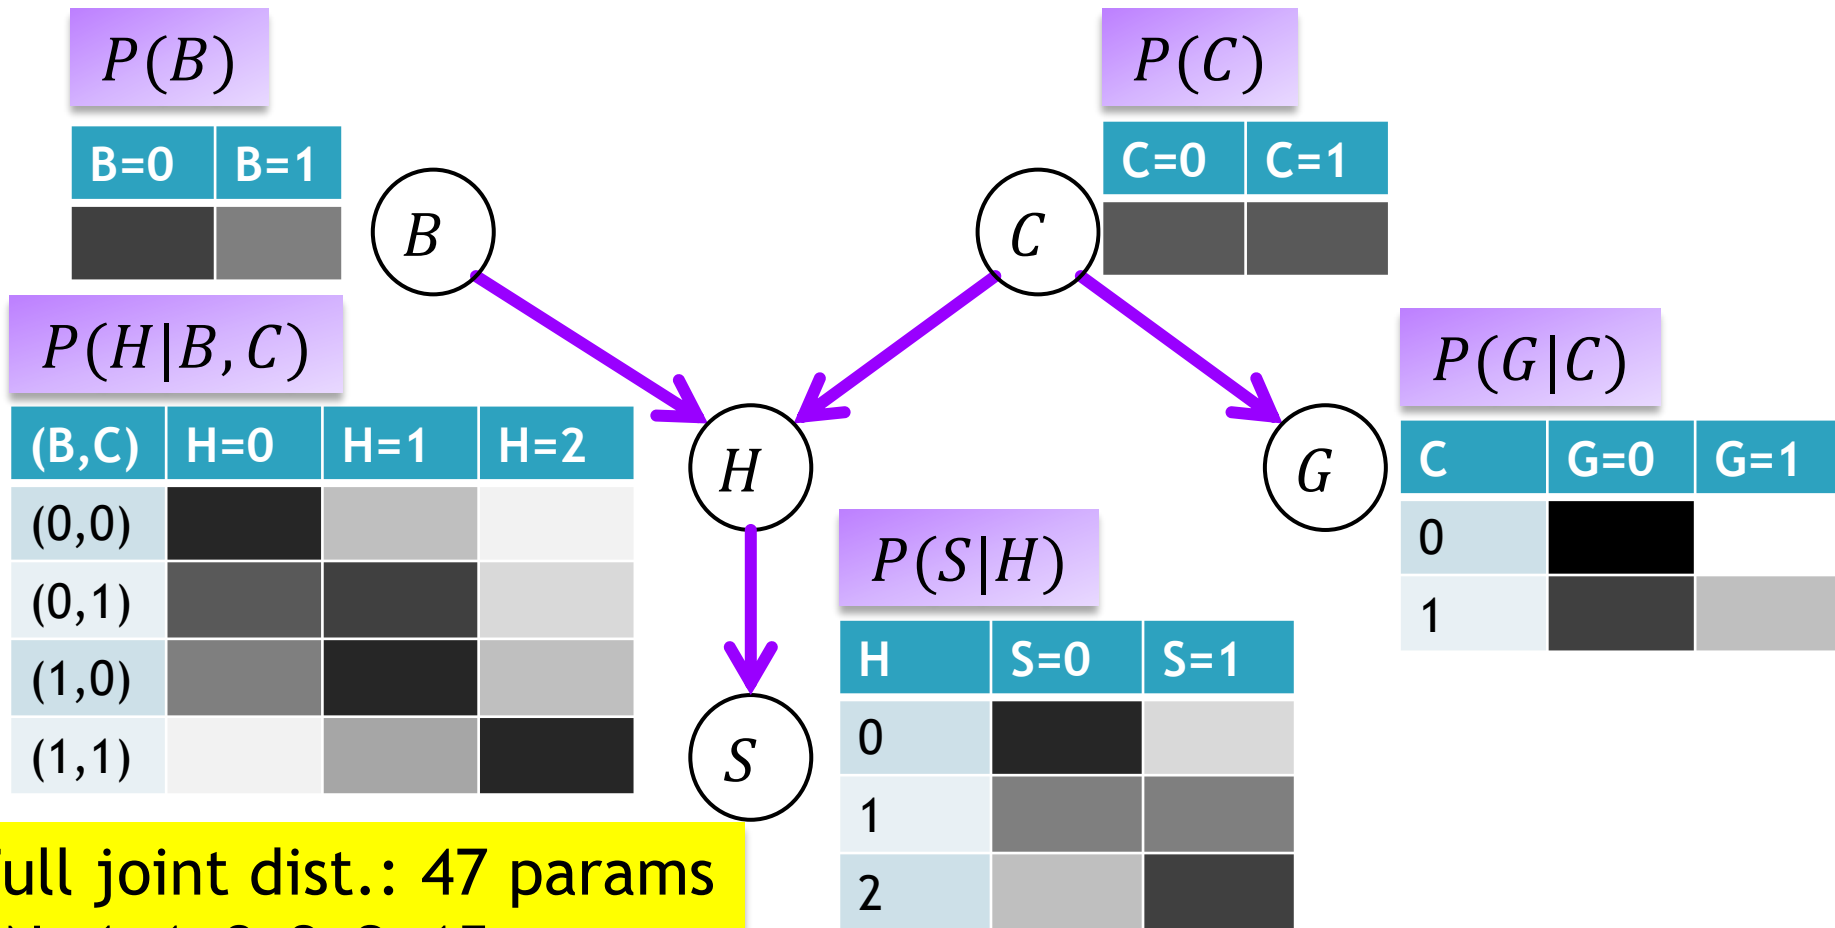 P(B)
B=0 B=1
B
P(C)
C=0 C=1
C
P(H|B,C)
(B,C) H=0 H=1 H=2
(0,0)
(0,1)
(1,0)
(1,1)
H
G
P(G|C)
C G=0 G=1
0
1
P(S|H)
H S=0 S=1
0
1
2
S
joint dist.: 47 params